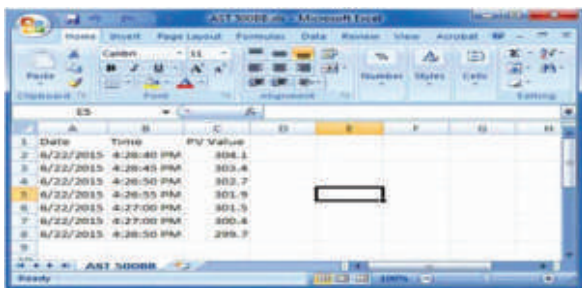 AST 500BB.xls - Microsoft Excel
Home Insert Page Layout Formulas Data Review View Acrobat
Paste Calibri 11 Number Styles Cells
Clipboard Font Alignment Editing
E5
A B C D E F G H
1 Date Time PV Value
2 6/22/2015 4:26:40 PM 304.1
3 6/22/2015 4:26:45 PM 303.4
4 6/22/2015 4:26:50 PM 302.7
5 6/22/2015 4:26:55 PM 301.9
6 6/22/2015 4:27:00 PM 301.5
7 6/22/2015 4:27:00 PM 300.4
8 6/22/2015 4:26:50 PM 299.7
9
AST 500BB
Ready 100%